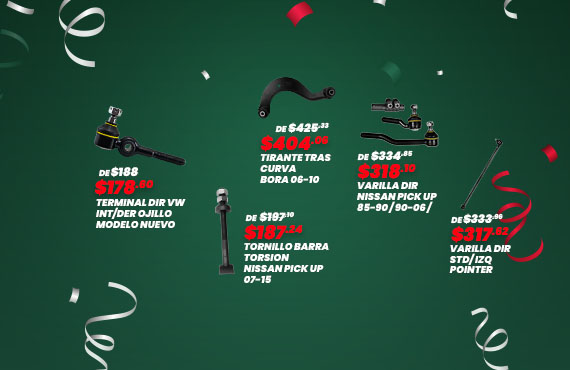 DE $188
$178.60
TERMINAL DIR VW
INT/DER OJILLO
MODELO NUEVO
DE $425.33
$404.06
TIRANTE TRAS
CURVA
BORA 06-10
DE $334.85
$318.10
VARILLA DIR
NISSAN PICK UP
85-90/90-06/
DE $197.10
$187.24
TORNILLO BARRA
TORSION
NISSAN PICK UP
07-15
DE $333.96
$317.62
VARILLA DIR
STD/IZQ
POINTER